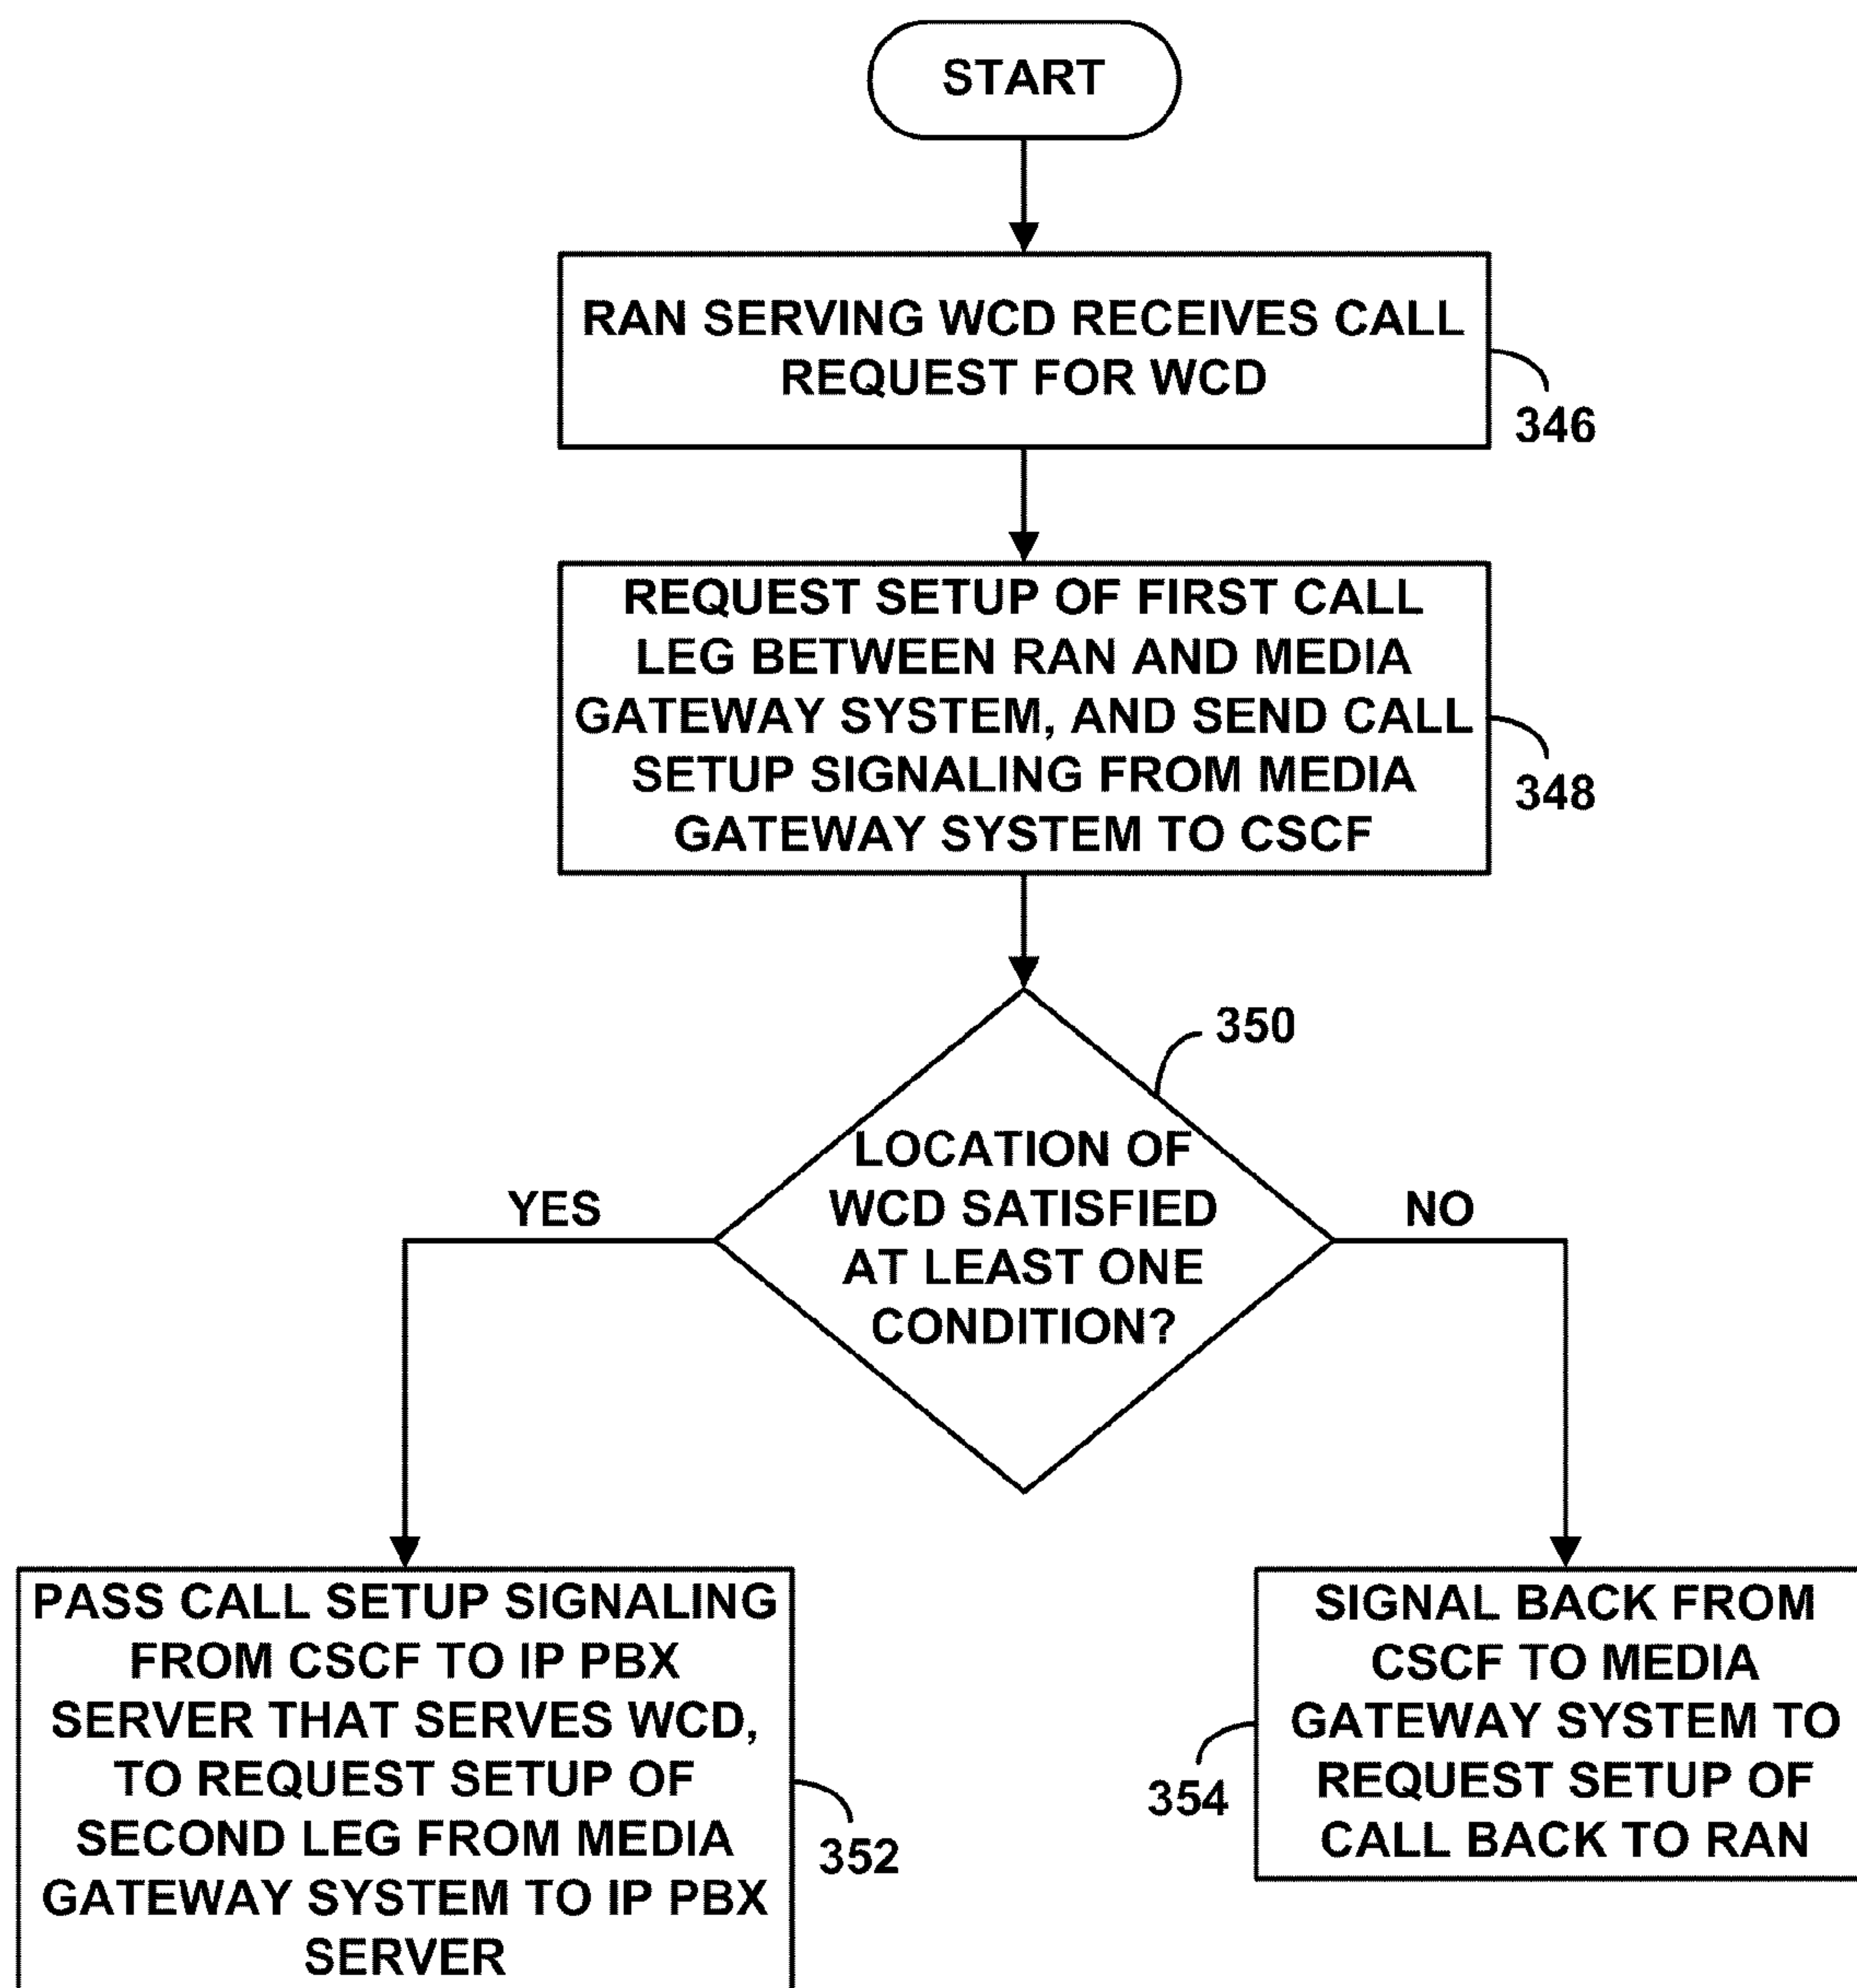 START
RAN SERVING WCD RECEIVES CALL
REQUEST FOR WCD
346
REQUEST SETUP OF FIRST CALL
LEG BETWEEN RAN AND MEDIA
GATEWAY SYSTEM, AND SEND CALL
SETUP SIGNALING FROM MEDIA
GATEWAY SYSTEM TO CSCF
348
350
LOCATION OF
WCD SATISFIED
AT LEAST ONE
CONDITION?
YES
NO
PASS CALL SETUP SIGNALING
FROM CSCF TO IP PBX
SERVER THAT SERVES WCD,
TO REQUEST SETUP OF
SECOND LEG FROM MEDIA
GATEWAY SYSTEM TO IP PBX
SERVER
352
SIGNAL BACK FROM
CSCF TO MEDIA
GATEWAY SYSTEM TO
REQUEST SETUP OF
CALL BACK TO RAN
354